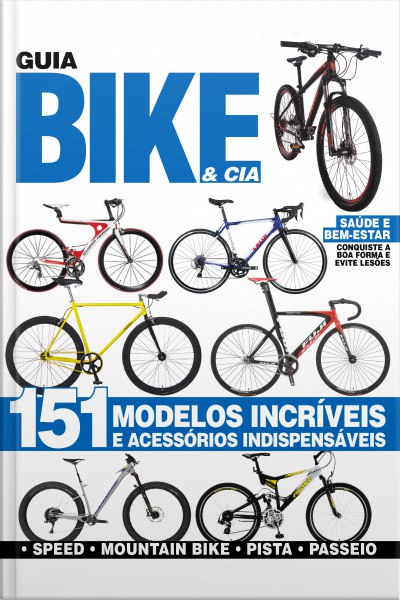 GUIA
BIKE
& CIA
SAÚDE E
BEM-ESTAR
CONQUISTE A
BOA FORMA E
EVITE LESÕES
FUJI
151 MODELOS INCRÍVEIS
E ACESSÓRIOS INDISPENSÁVEIS
• SPEED • MOUNTAIN BIKE • PISTA • PASSEIO •